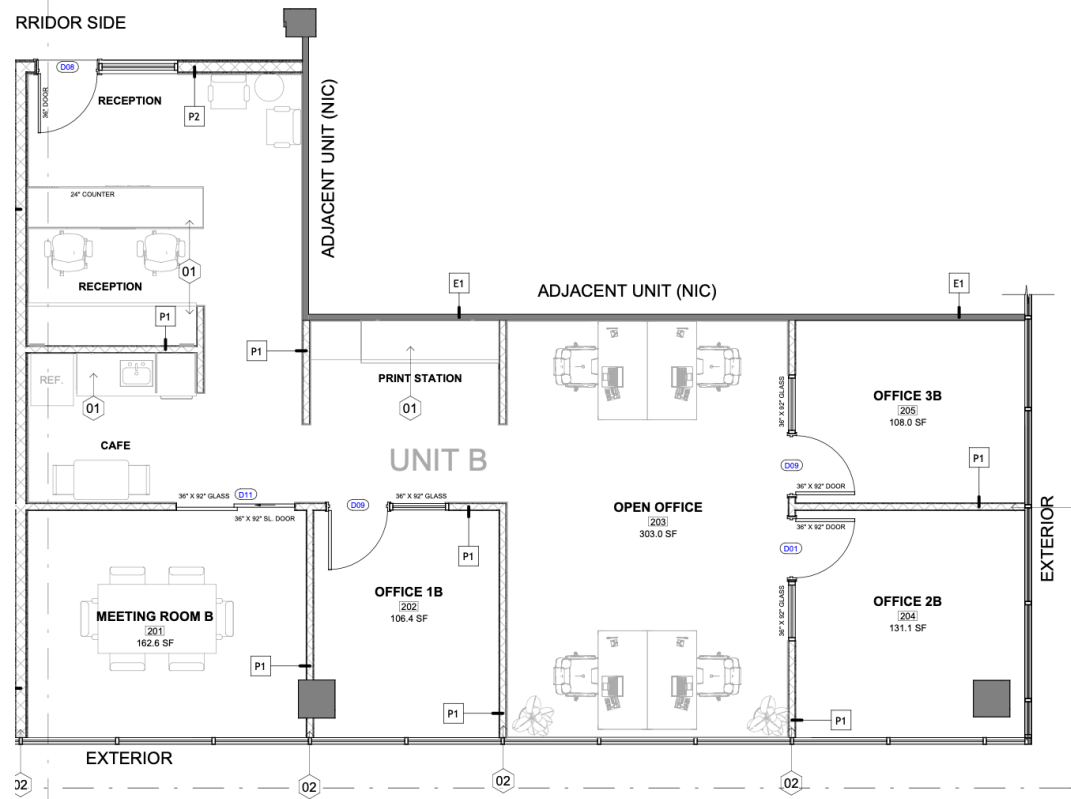 RRIDOR SIDE
D08
36" DOOR
RECEPTION
P2
ADJACENT UNIT (NIC)
24" COUNTER
01
RECEPTION
P1
E1
ADJACENT UNIT (NIC)
E1
P1
REF.
01
PRINT STATION
01
36" X 92" GLASS
OFFICE 3B
205
108.0 SF
CAFE
UNIT B
D09
P1
36" X 92" DOOR
36" X 92" GLASS
D11
36" X 92" SL. DOOR
D09
36" X 92" GLASS
OPEN OFFICE
203
303.0 SF
36" X 92" DOOR
D01
P1
EXTERIOR
MEETING ROOM B
201
162.6 SF
OFFICE 1B
202
106.4 SF
36" X 92" GLASS
OFFICE 2B
204
131.1 SF
P1
P1
P1
EXTERIOR
02
02
02
02